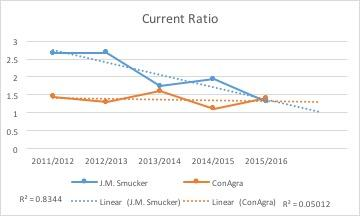 Current Ratio
3
2.5
2
1.5
1
0.5
0
2011/2012 2012/2013 2013/2014 2014/2015 2015/2016
J.M. Smucker ConAgra
R² = 0.8344 Linear (J.M. Smucker) Linear (ConAgra) R² = 0.05012